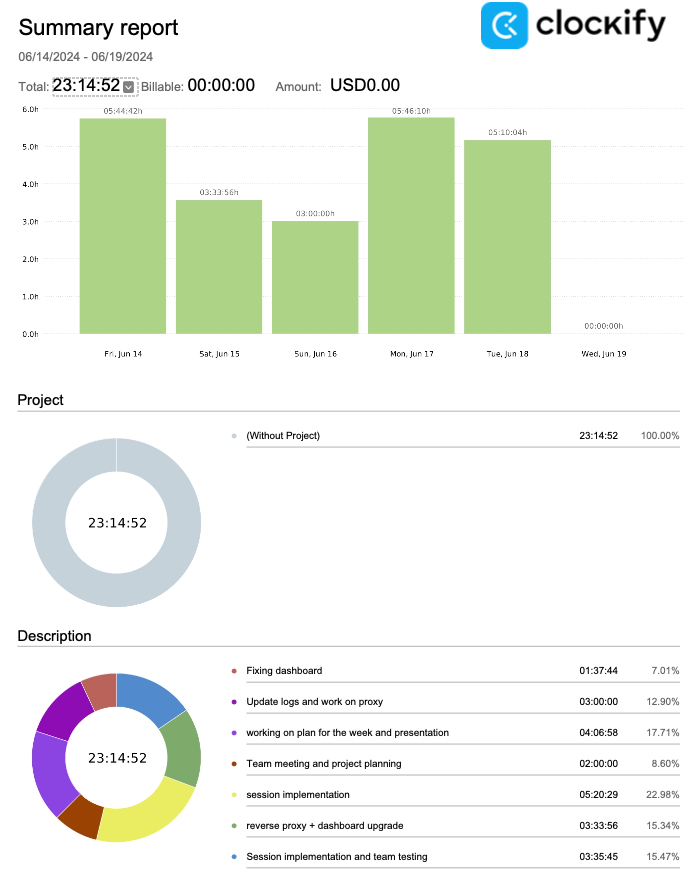 Summary report
clockify
06/14/2024 - 06/19/2024
Total: 23:14:52 Billable: 00:00:00 Amount: USD0.00
6.0h
05:44:42h
05:46:10h
5.0h
05:10:04h
4.0h
03:33:56h
3.0h
03:00:00h
2.0h
1.0h
0.0h
00:00:00h
Fri, Jun 14
Sat, Jun 15
Sun, Jun 16
Mon, Jun 17
Tue, Jun 18
Wed, Jun 19
Project
(Without Project) 23:14:52 100.00%
23:14:52
Description
Fixing dashboard 01:37:44 7.01%
Update logs and work on proxy 03:00:00 12.90%
working on plan for the week and presentation 04:06:58 17.71%
23:14:52
Team meeting and project planning 02:00:00 8.60%
session implementation 05:20:29 22.98%
reverse proxy + dashboard upgrade 03:33:56 15.34%
Session implementation and team testing 03:35:45 15.47%